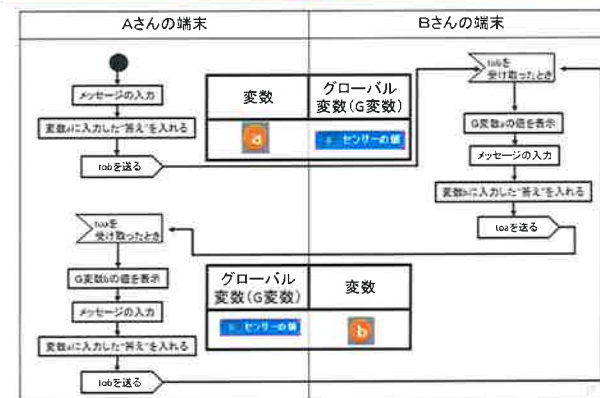 Aさんの端末
Bさんの端末
メッセージの入力
変数aに入力した"答え"を入れる
tobを送る
変数
グローバル
変数(G変数)
a
a センサーの値
tobを
受け取ったとき
G変数aの値を表示
メッセージの入力
変数bに入力した"答え"を入れる
toaを送る
toaを
受け取ったとき
G変数bの値を表示
メッセージの入力
変数aに入力した"答え"を入れる
tobを送る
グローバル
変数(G変数)
変数
センサーの値
b